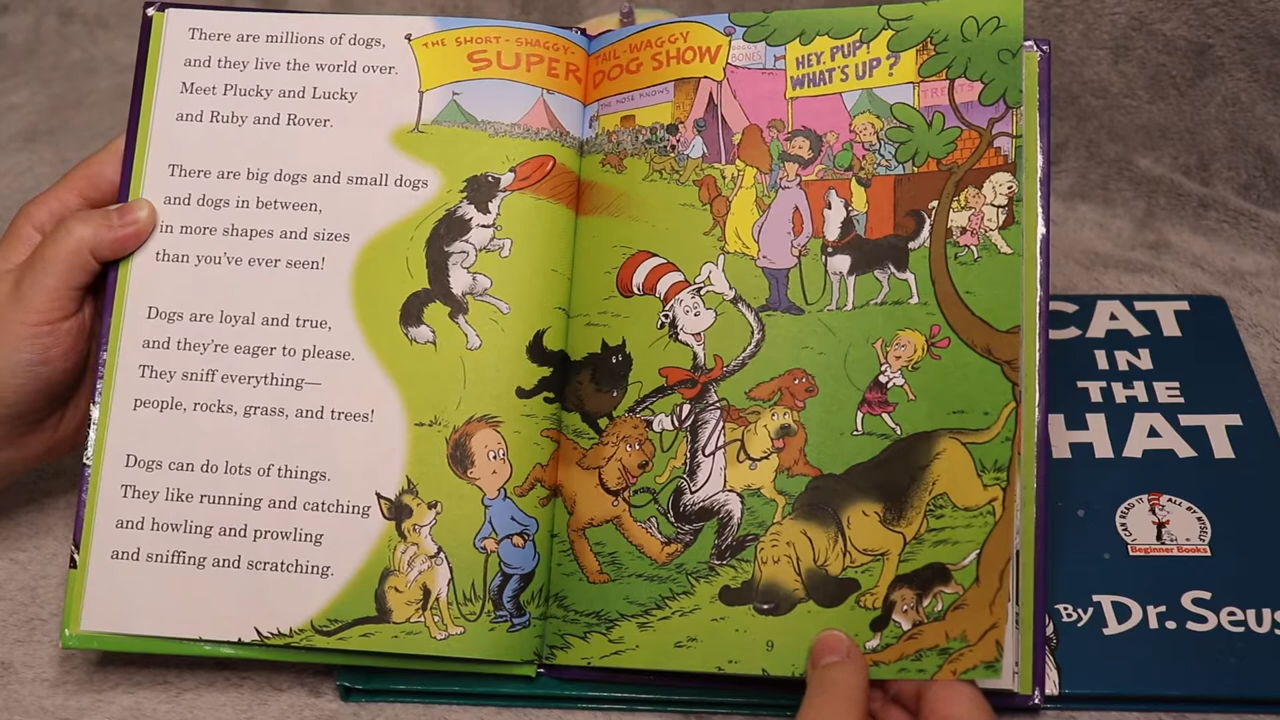 There are millions of dogs,
and they live the world over.
Meet Plucky and Lucky
and Ruby and Rover.
There are big dogs and small dogs
and dogs in between,
in more shapes and sizes
than you've ever seen!
Dogs are loyal and true,
and they're eager to please.
They sniff everything—
people, rocks, grass, and trees!
Dogs can do lots of things.
They like running and catching
and howling and prowling
and sniffing and scratching.
THE SHORT-SHAGGY-TAIL-WAGGY
SUPER DOG SHOW
THE NOSE KNOWS
DOGGY
BONES
HEY, PUP!
WHAT'S UP?
TREATS
9
CAT
IN
THE
HAT
I CAN READ IT ALL BY MYSELF
Beginner Books
By Dr. Seus